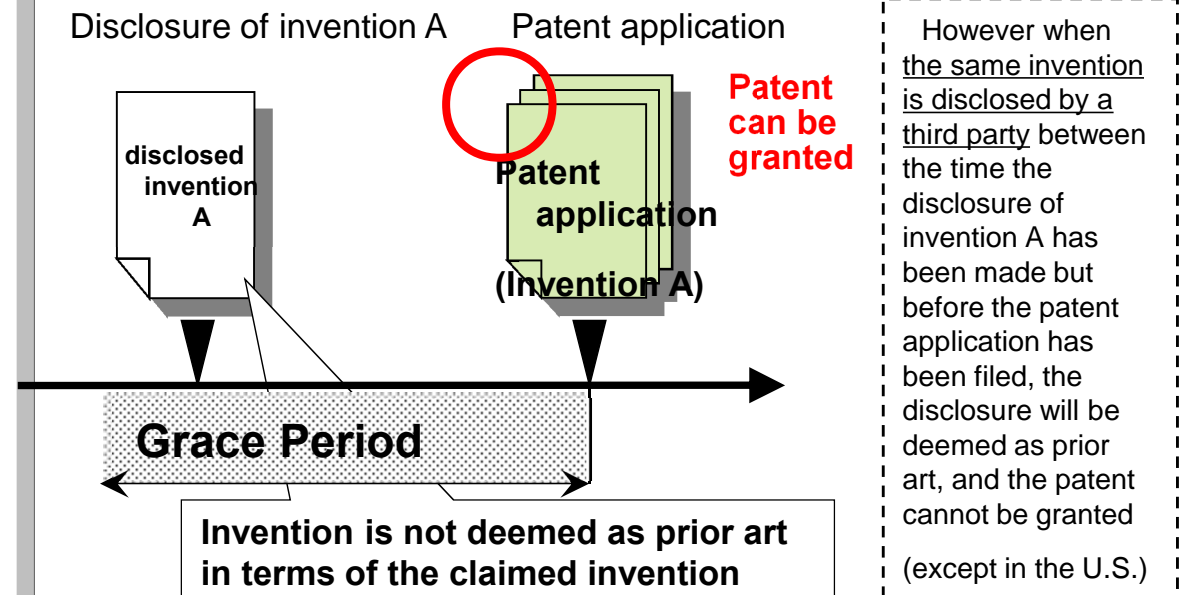 Disclosure of invention A
Patent application
disclosed
invention
A
Patent
application
(Invention A)
Patent
can be
granted
Grace Period
Invention is not deemed as prior art
in terms of the claimed invention
However when
the same invention
is disclosed by a
third party between
the time the
disclosure of
invention A has
been made but
before the patent
application has
been filed, the
disclosure will be
deemed as prior
art, and the patent
cannot be granted
(except in the U.S.)